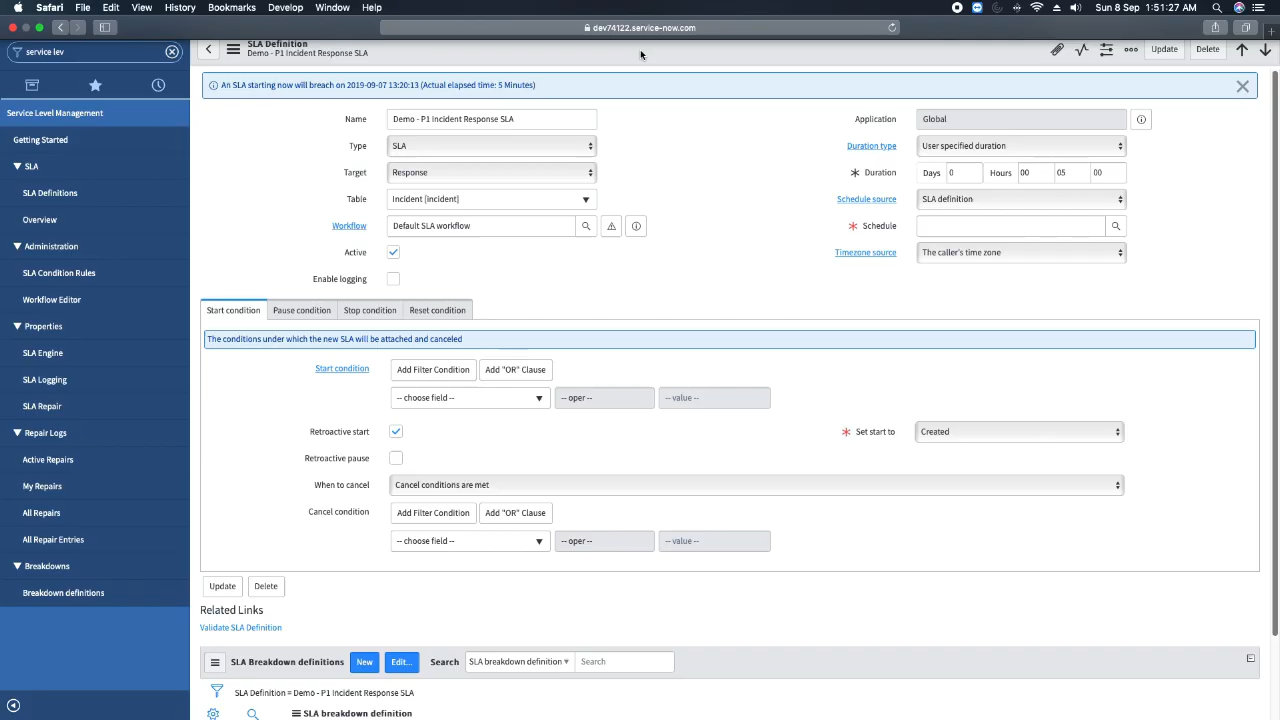 Safari File Edit View History Bookmarks Develop Window Help
Sun 8 Sep 1:51:27 AM
dev74122.service-now.com
service lev
SLA Definition
Demo - P1 Incident Response SLA
Update Delete
An SLA starting now will breach on 2019-09-07 13:20:13 (Actual elapsed time: 5 Minutes)
Service Level Management
Getting Started
SLA
SLA Definitions
Overview
Administration
SLA Condition Rules
Workflow Editor
Properties
SLA Engine
SLA Logging
SLA Repair
Repair Logs
Active Repairs
My Repairs
All Repairs
All Repair Entries
Breakdowns
Breakdown definitions
Name Demo - P1 Incident Response SLA
Application Global
Type SLA
Duration type User specified duration
Target Response
Duration Days 0 Hours 00 05 00
Table Incident [incident]
Schedule source SLA definition
Workflow Default SLA workflow
Schedule
Active
Timezone source The caller's time zone
Enable logging
Start condition Pause condition Stop condition Reset condition
The conditions under which the new SLA will be attached and canceled
Start condition Add Filter Condition Add "OR" Clause
-- choose field -- -- oper -- -- value --
Retroactive start
Set start to Created
Retroactive pause
When to cancel Cancel conditions are met
Cancel condition Add Filter Condition Add "OR" Clause
-- choose field -- -- oper -- -- value --
Update Delete
Related Links
Validate SLA Definition
SLA Breakdown definitions New Edit... Search SLA breakdown definition Search
SLA Definition = Demo - P1 Incident Response SLA
SLA breakdown definition